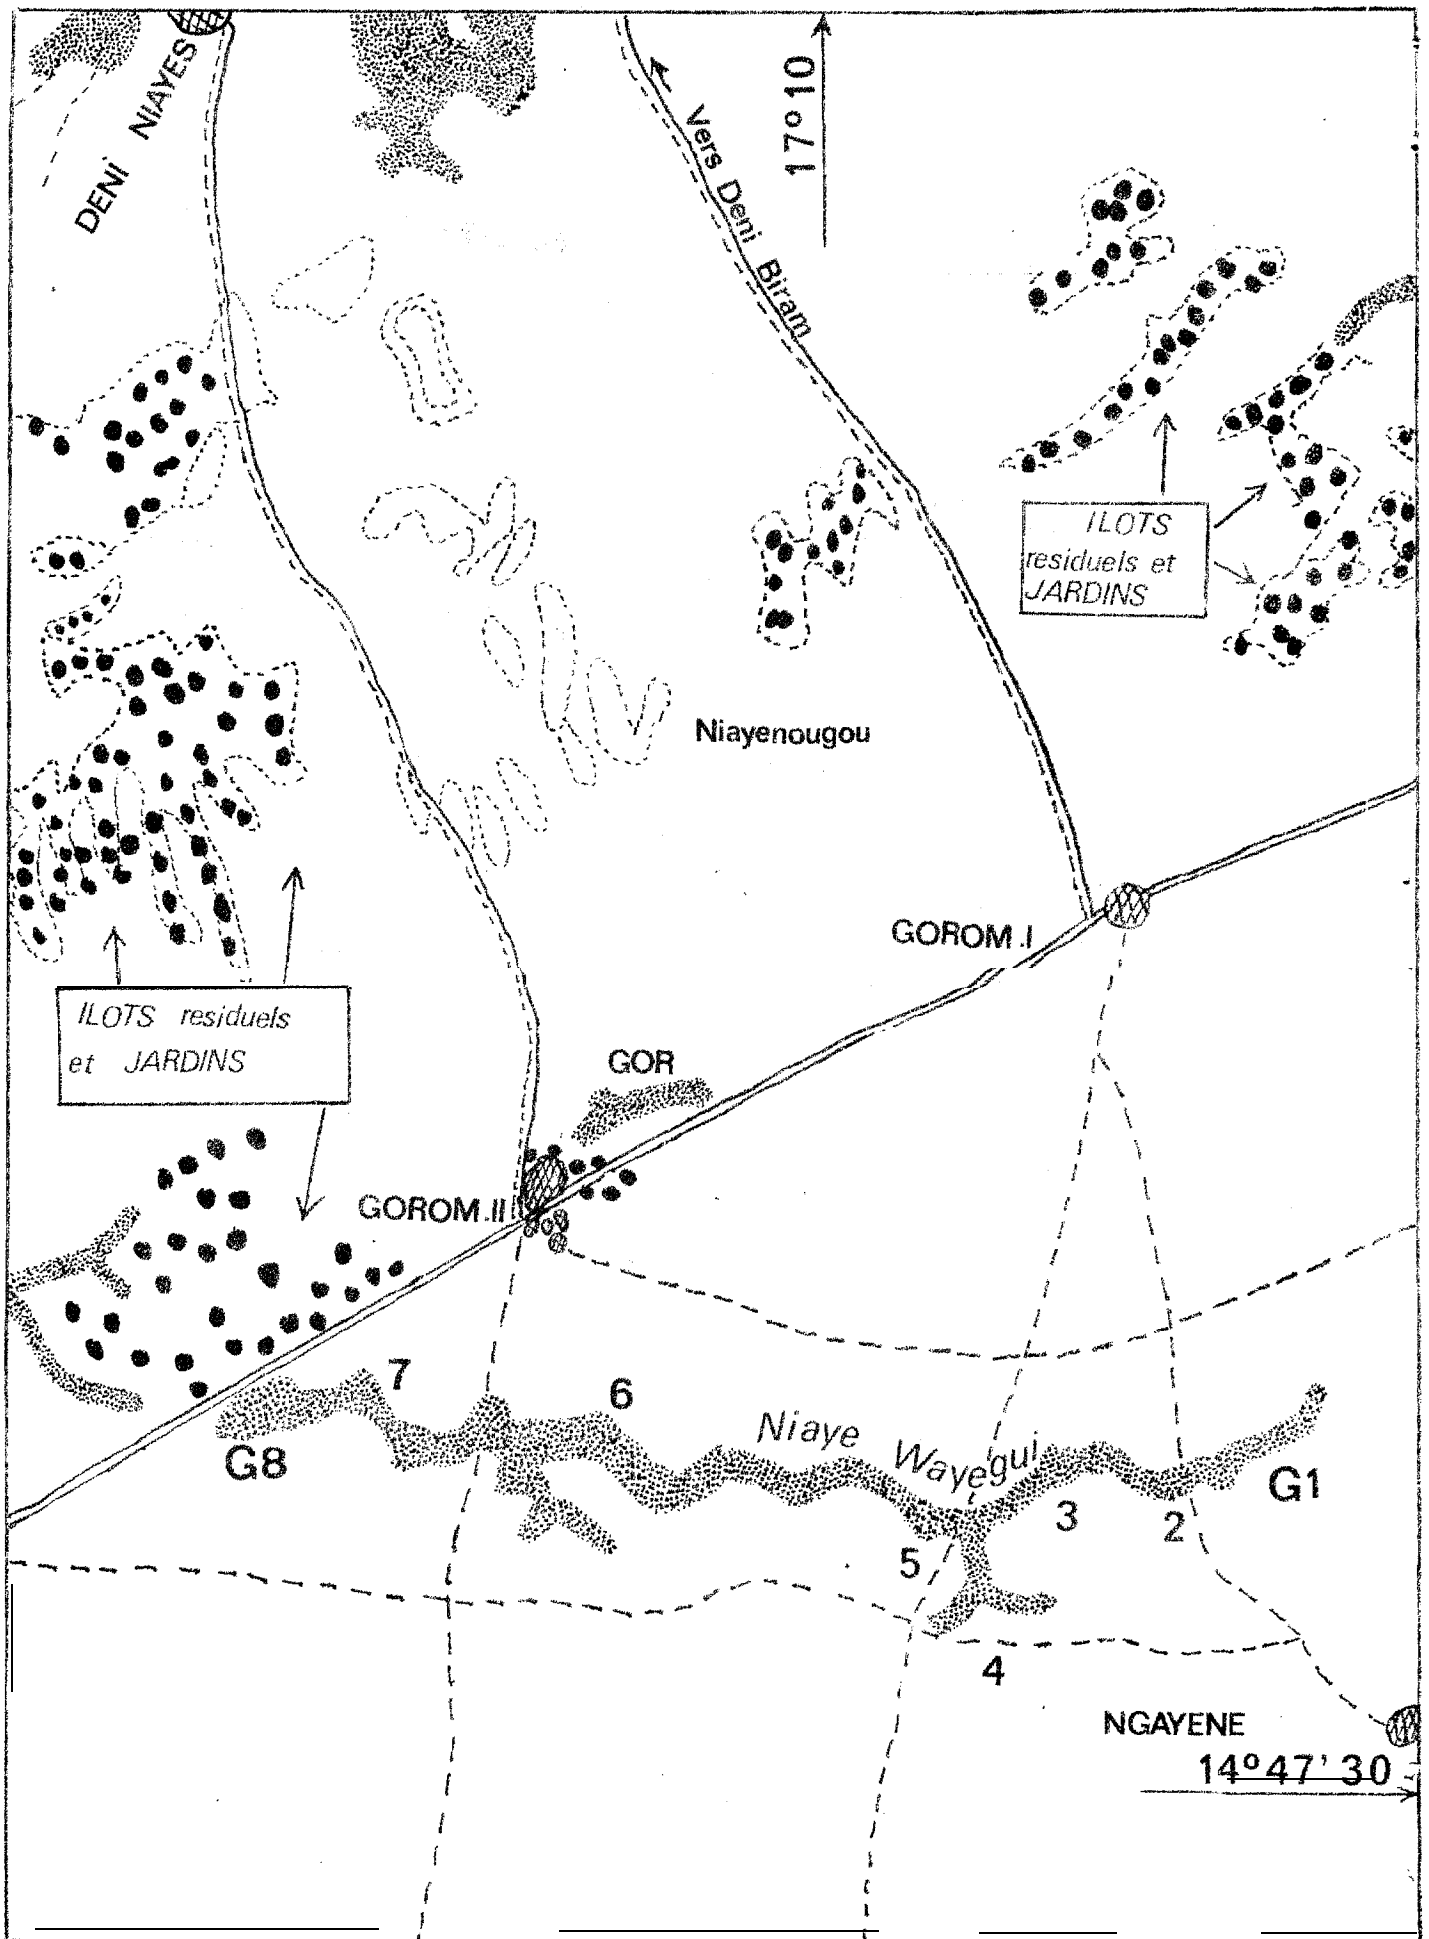 DENI NIAYES
17° 10
Vers Deni Biram
ILOTS
residuels et
JARDINS
Niayenougou
GOROM.I
ILOTS residuels
et JARDINS
GOR
GOROM.II
7
6
Niaye Wayegui
G8
G1
3
2
5
4
NGAYENE
14° 47' 30